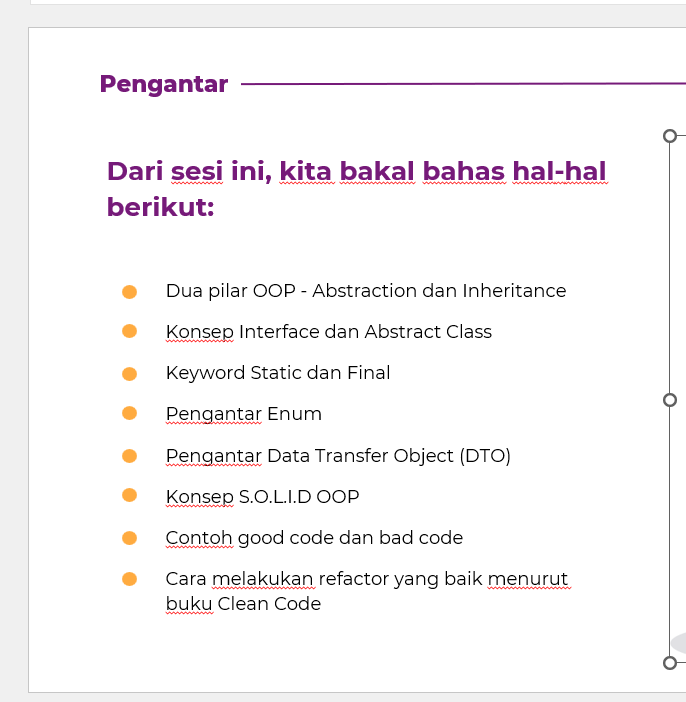 Pengantar
Dari sesi ini, kita bakal bahas hal-hal
berikut:
Dua pilar OOP - Abstraction dan Inheritance
Konsep Interface dan Abstract Class
Keyword Static dan Final
Pengantar Enum
Pengantar Data Transfer Object (DTO)
Konsep S.O.L.I.D OOP
Contoh good code dan bad code
Cara melakukan refactor yang baik menurut
buku Clean Code